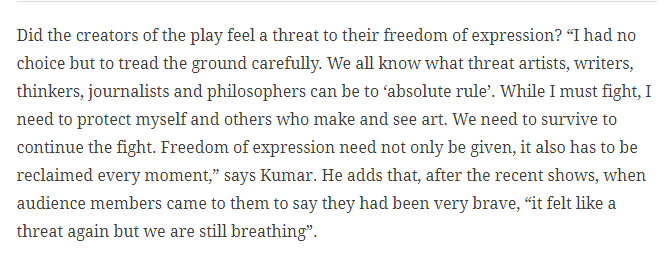 Did the creators of the play feel a threat to their freedom of expression? “I had no
choice but to tread the ground carefully. We all know what threat artists, writers,
thinkers, journalists and philosophers can be to ‘absolute rule’. While I must fight, I
need to protect myself and others who make and see art. We need to survive to
continue the fight. Freedom of expression need not only be given, it also has to be
reclaimed every moment,” says Kumar. He adds that, after the recent shows, when
audience members came to them to say they had been very brave, “it felt like a
threat again but we are still breathing”.